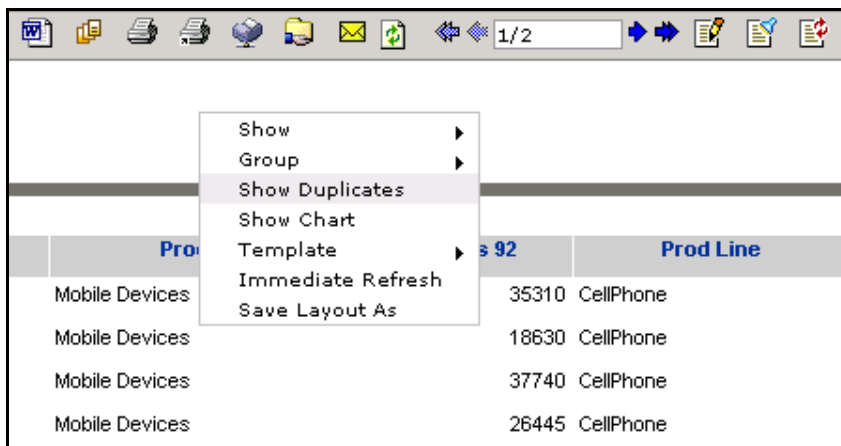 1/2
Show
Group
Show Duplicates
Show Chart
Template
Immediate Refresh
Save Layout As
s 92 Prod Line
Mobile Devices 35310 CellPhone
Mobile Devices 18630 CellPhone
Mobile Devices 37740 CellPhone
Mobile Devices 26445 CellPhone